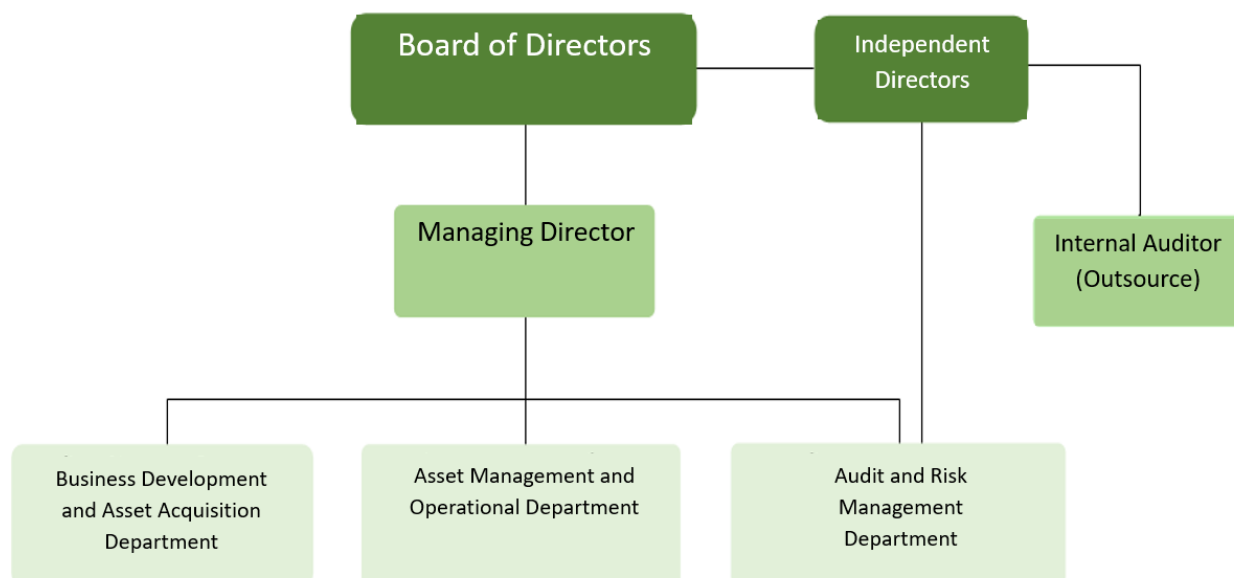 Board of Directors
Independent
Directors
Managing Director
Internal Auditor
(Outsource)
Business Development
and Asset Acquisition
Department
Asset Management and
Operational Department
Audit and Risk
Management
Department